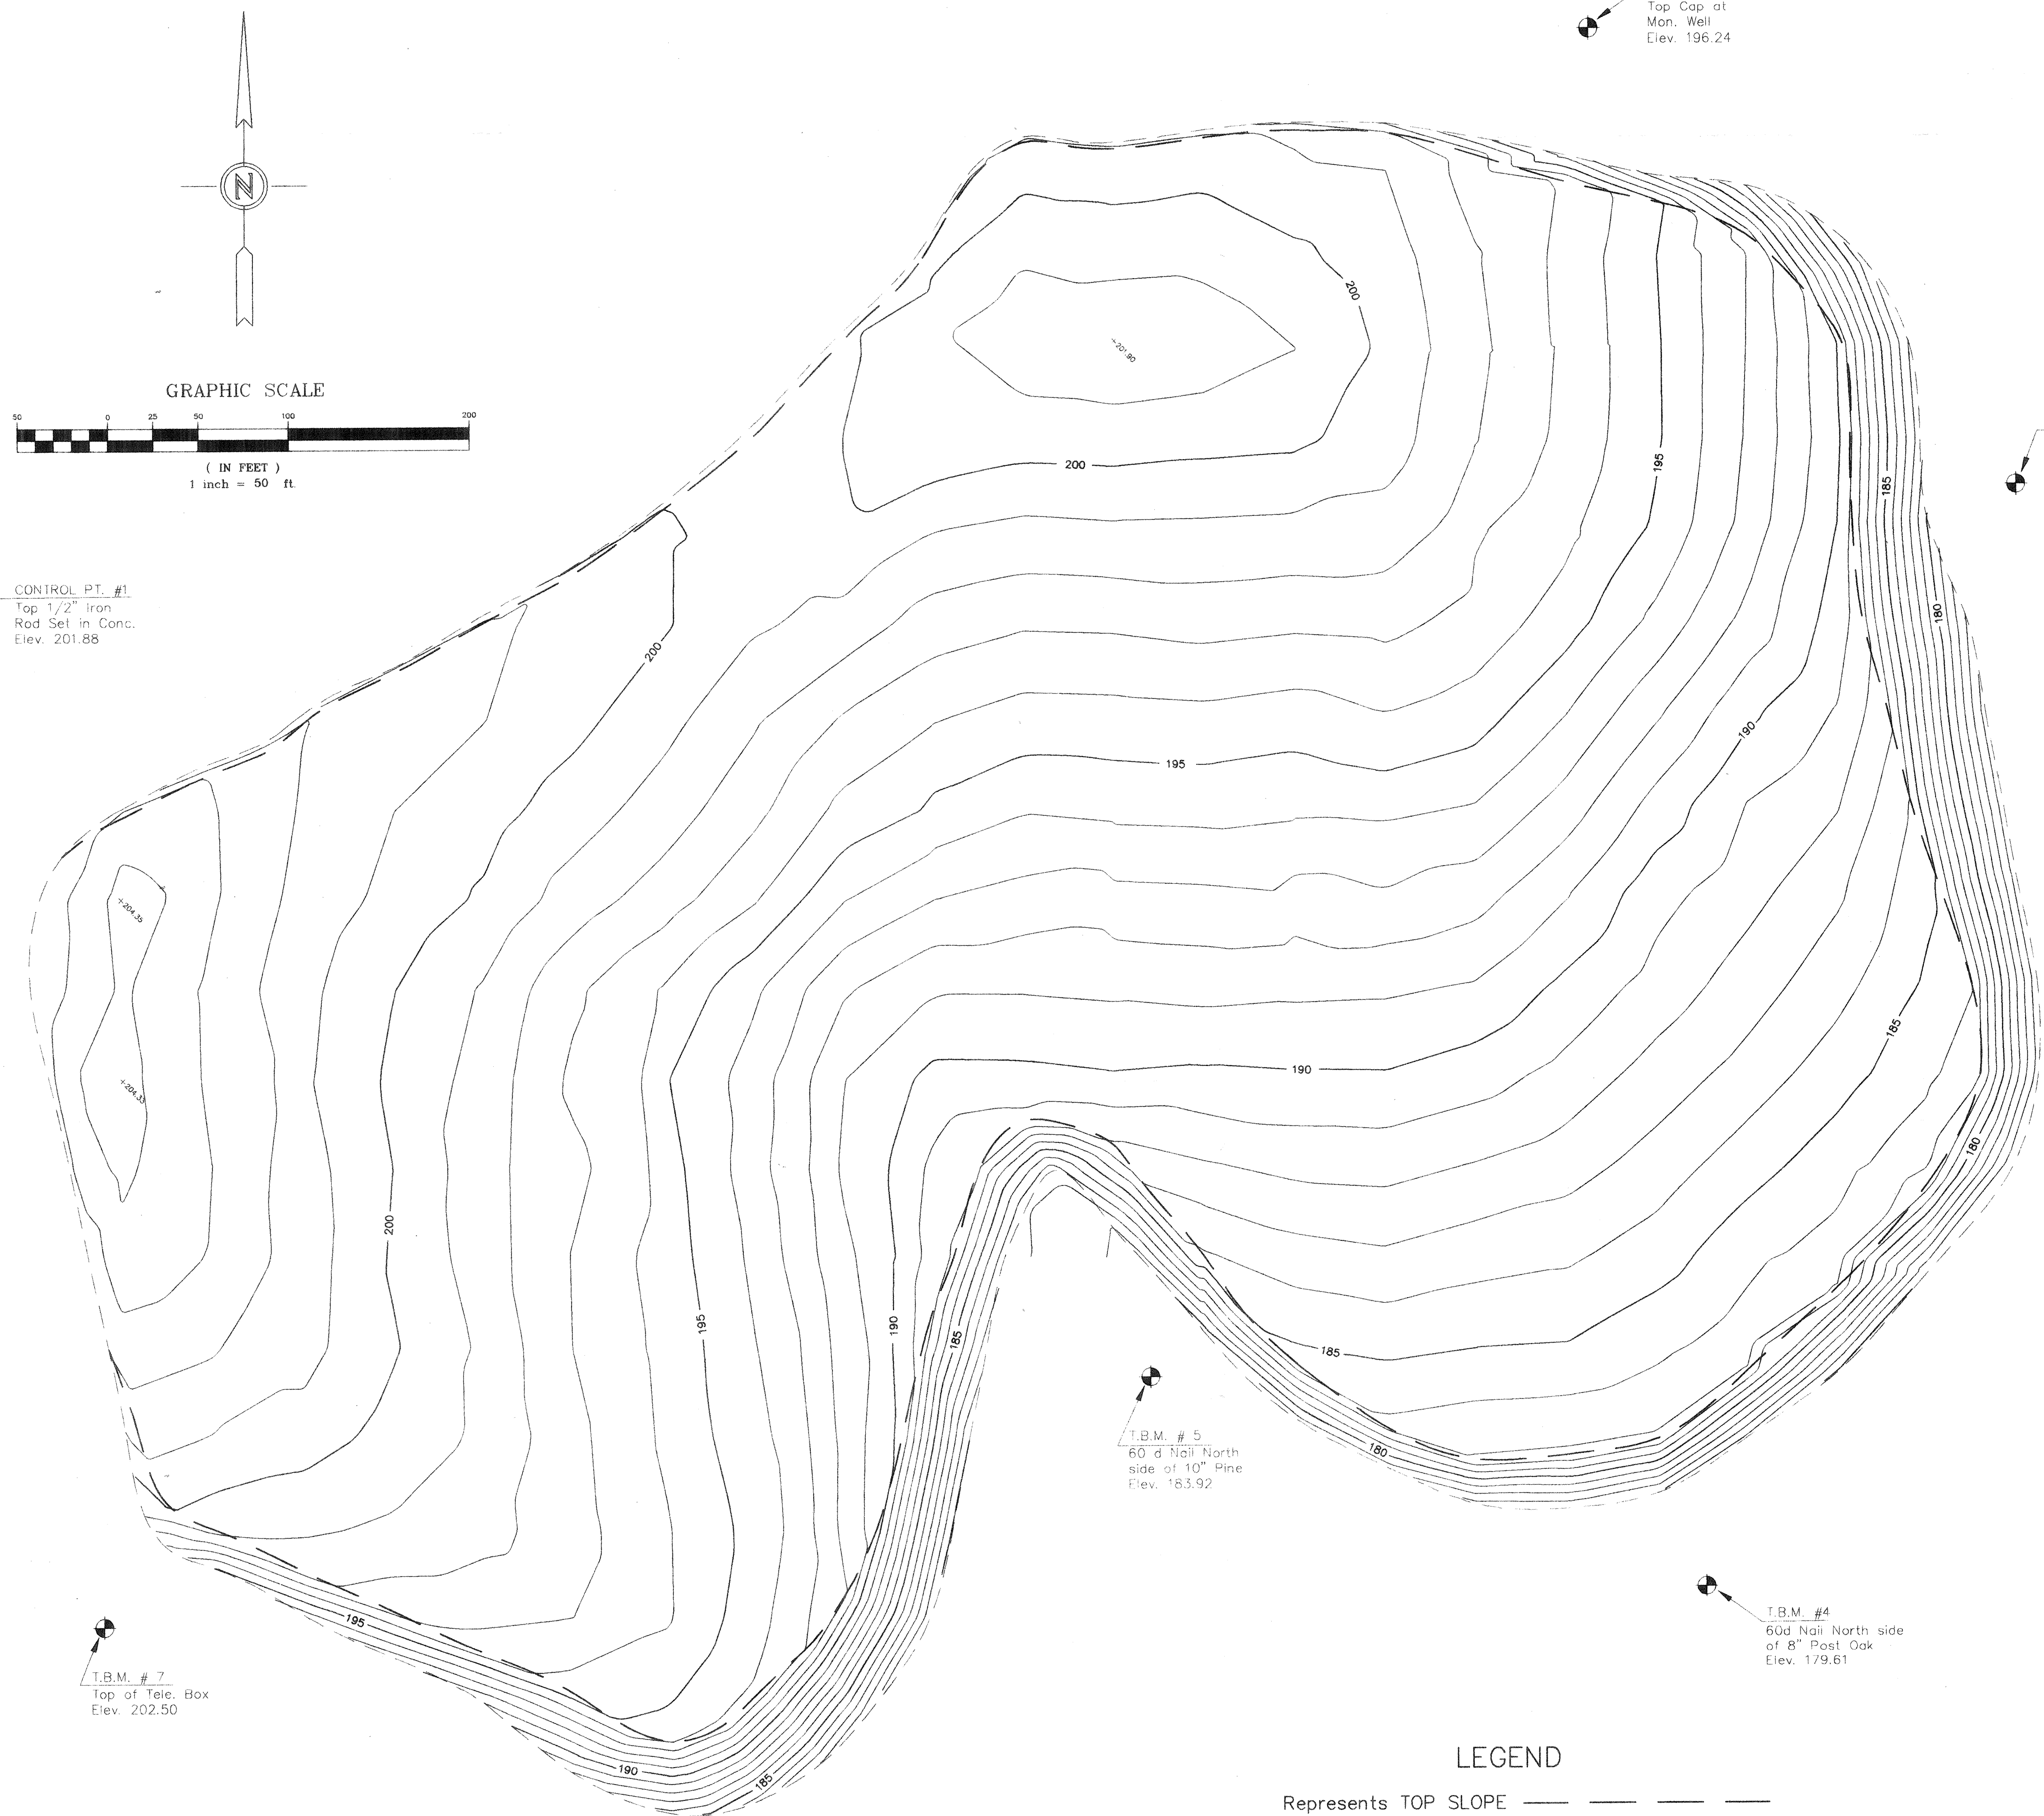 Top Cap at
Mon. Well
Elev. 196.24
N
GRAPHIC SCALE
50 0 25 50 100 200
( IN FEET )
1 inch = 50 ft.
CONTROL PT. #1
Top 1/2" Iron
Rod Set in Conc.
Elev. 201.88
200
+201.90
200
195
185
180
200
190
195
+204.35
185
190
+204.33
180
200
195
190
185
185
180
T.B.M. # 5
60 d Nail North
side of 10" Pine
Elev. 183.92
195
T.B.M. #4
60d Nail North side
of 8" Post Oak
Elev. 179.61
T.B.M. # 7
Top of Tele. Box
Elev. 202.50
190
185
LEGEND
Represents TOP SLOPE